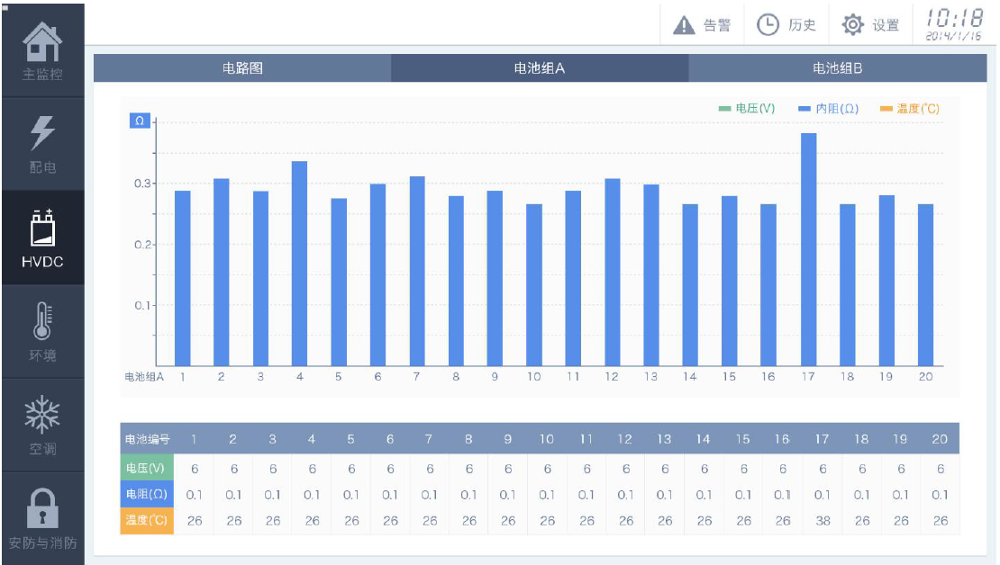 告警 历史 设置 10:18
2014/1/16
主监控
配电
HVDC
环境
空调
安防与消防
电路图 电池组A 电池组B
电压(V) 内阻(Ω) 温度(℃)
Ω
0.3
0.2
0.1
电池组A 1 2 3 4 5 6 7 8 9 10 11 12 13 14 15 16 17 18 19 20
电池编号 1 2 3 4 5 6 7 8 9 10 11 12 13 14 15 16 17 18 19 20
电压(V) 6 6 6 6 6 6 6 6 6 6 6 6 6 6 6 6 6 6 6 6
电阻(Ω) 0.1 0.1 0.1 0.1 0.1 0.1 0.1 0.1 0.1 0.1 0.1 0.1 0.1 0.1 0.1 0.1 0.1 0.1 0.1 0.1
温度(℃) 26 26 26 26 26 26 26 26 26 26 26 26 26 26 26 26 38 26 26 26